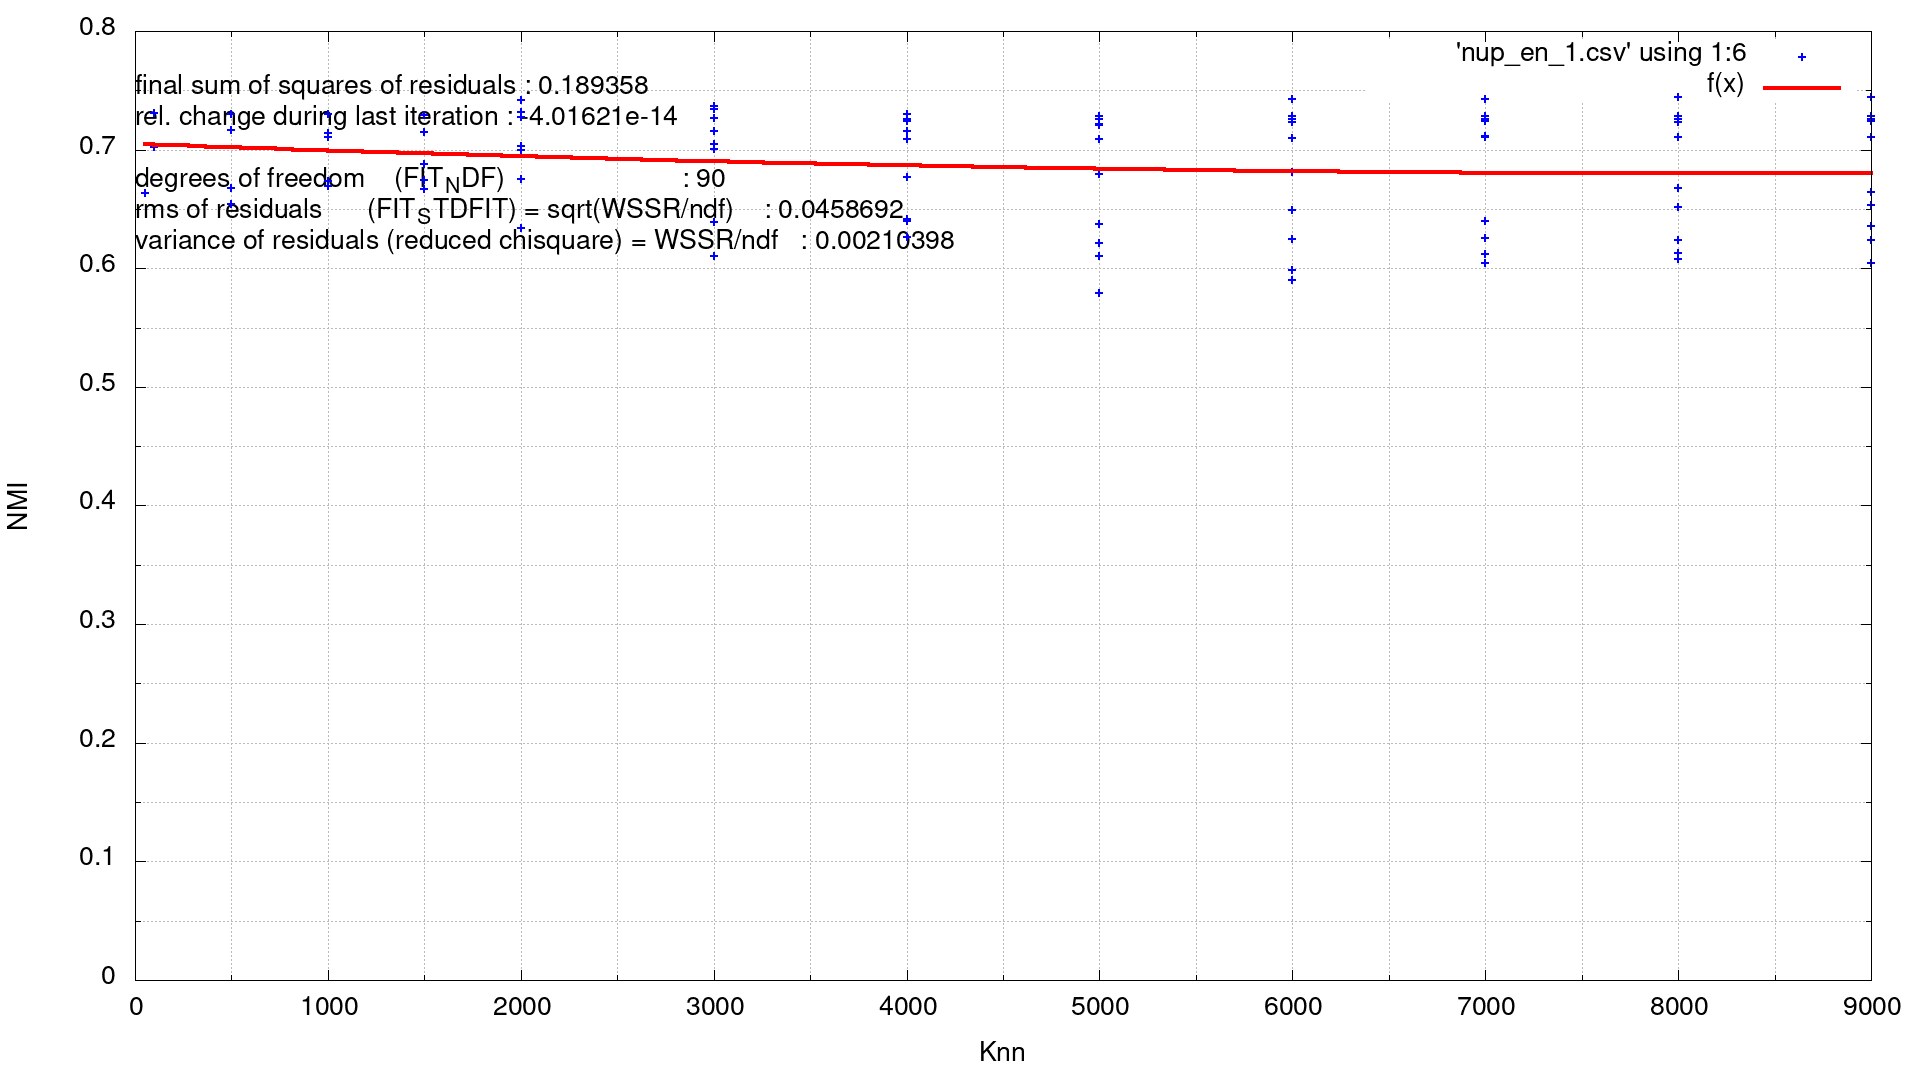 0.8
'nup_en_1.csv' using 1:6
f(x)
final sum of squares of residuals : 0.189358
rel. change during last iteration : -4.01621e-14
degrees of freedom (FIT_NDF) : 90
rms of residuals (FIT_STDFIT) = sqrt(WSSR/ndf) : 0.0458692
variance of residuals (reduced chisquare) = WSSR/ndf : 0.00210398
0.7
0.6
0.5
0.4
0.3
0.2
0.1
0
NMI
0 1000 2000 3000 4000 5000 6000 7000 8000 9000
Knn